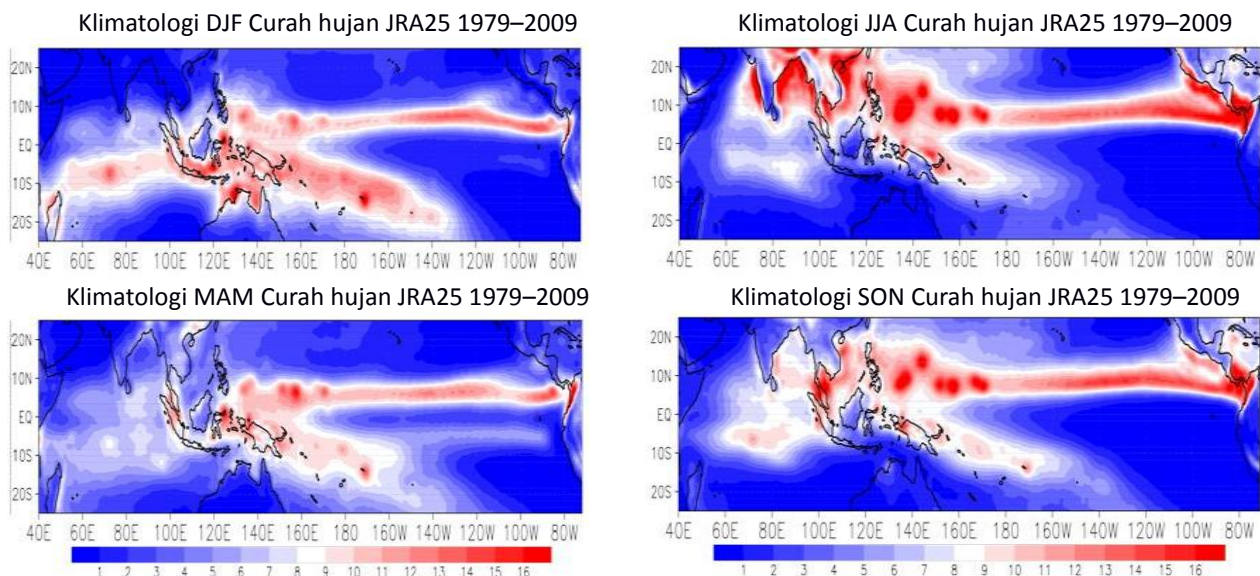 Klimatologi DJF Curah hujan JRA25 1979–2009
20N
10N
EQ
10S
20S
40E 60E 80E 100E 120E 140E 160E 180 160W 140W 120W 100W 80W
Klimatologi JJA Curah hujan JRA25 1979–2009
20N
10N
EQ
10S
20S
40E 60E 80E 100E 120E 140E 160E 180 160W 140W 120W 100W 80W
Klimatologi MAM Curah hujan JRA25 1979–2009
20N
10N
EQ
10S
20S
40E 60E 80E 100E 120E 140E 160E 180 160W 140W 120W 100W 80W
1 2 3 4 5 6 7 8 9 10 11 12 13 14 15 16
Klimatologi SON Curah hujan JRA25 1979–2009
20N
10N
EQ
10S
20S
40E 60E 80E 100E 120E 140E 160E 180 160W 140W 120W 100W 80W
1 2 3 4 5 6 7 8 9 10 11 12 13 14 15 16